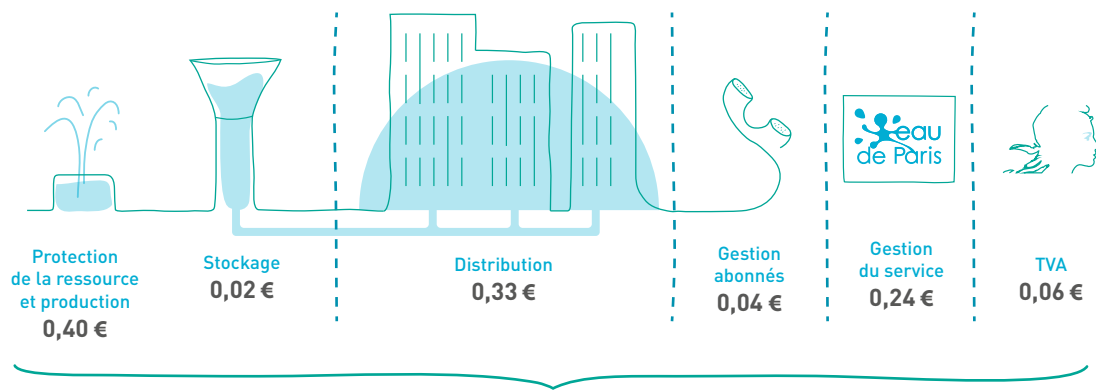 eau
de Paris
Protection
de la ressource
et production
0,40 €
Stockage
0,02 €
Distribution
0,33 €
Gestion
abonnés
0,04 €
Gestion
du service
0,24 €
TVA
0,06 €